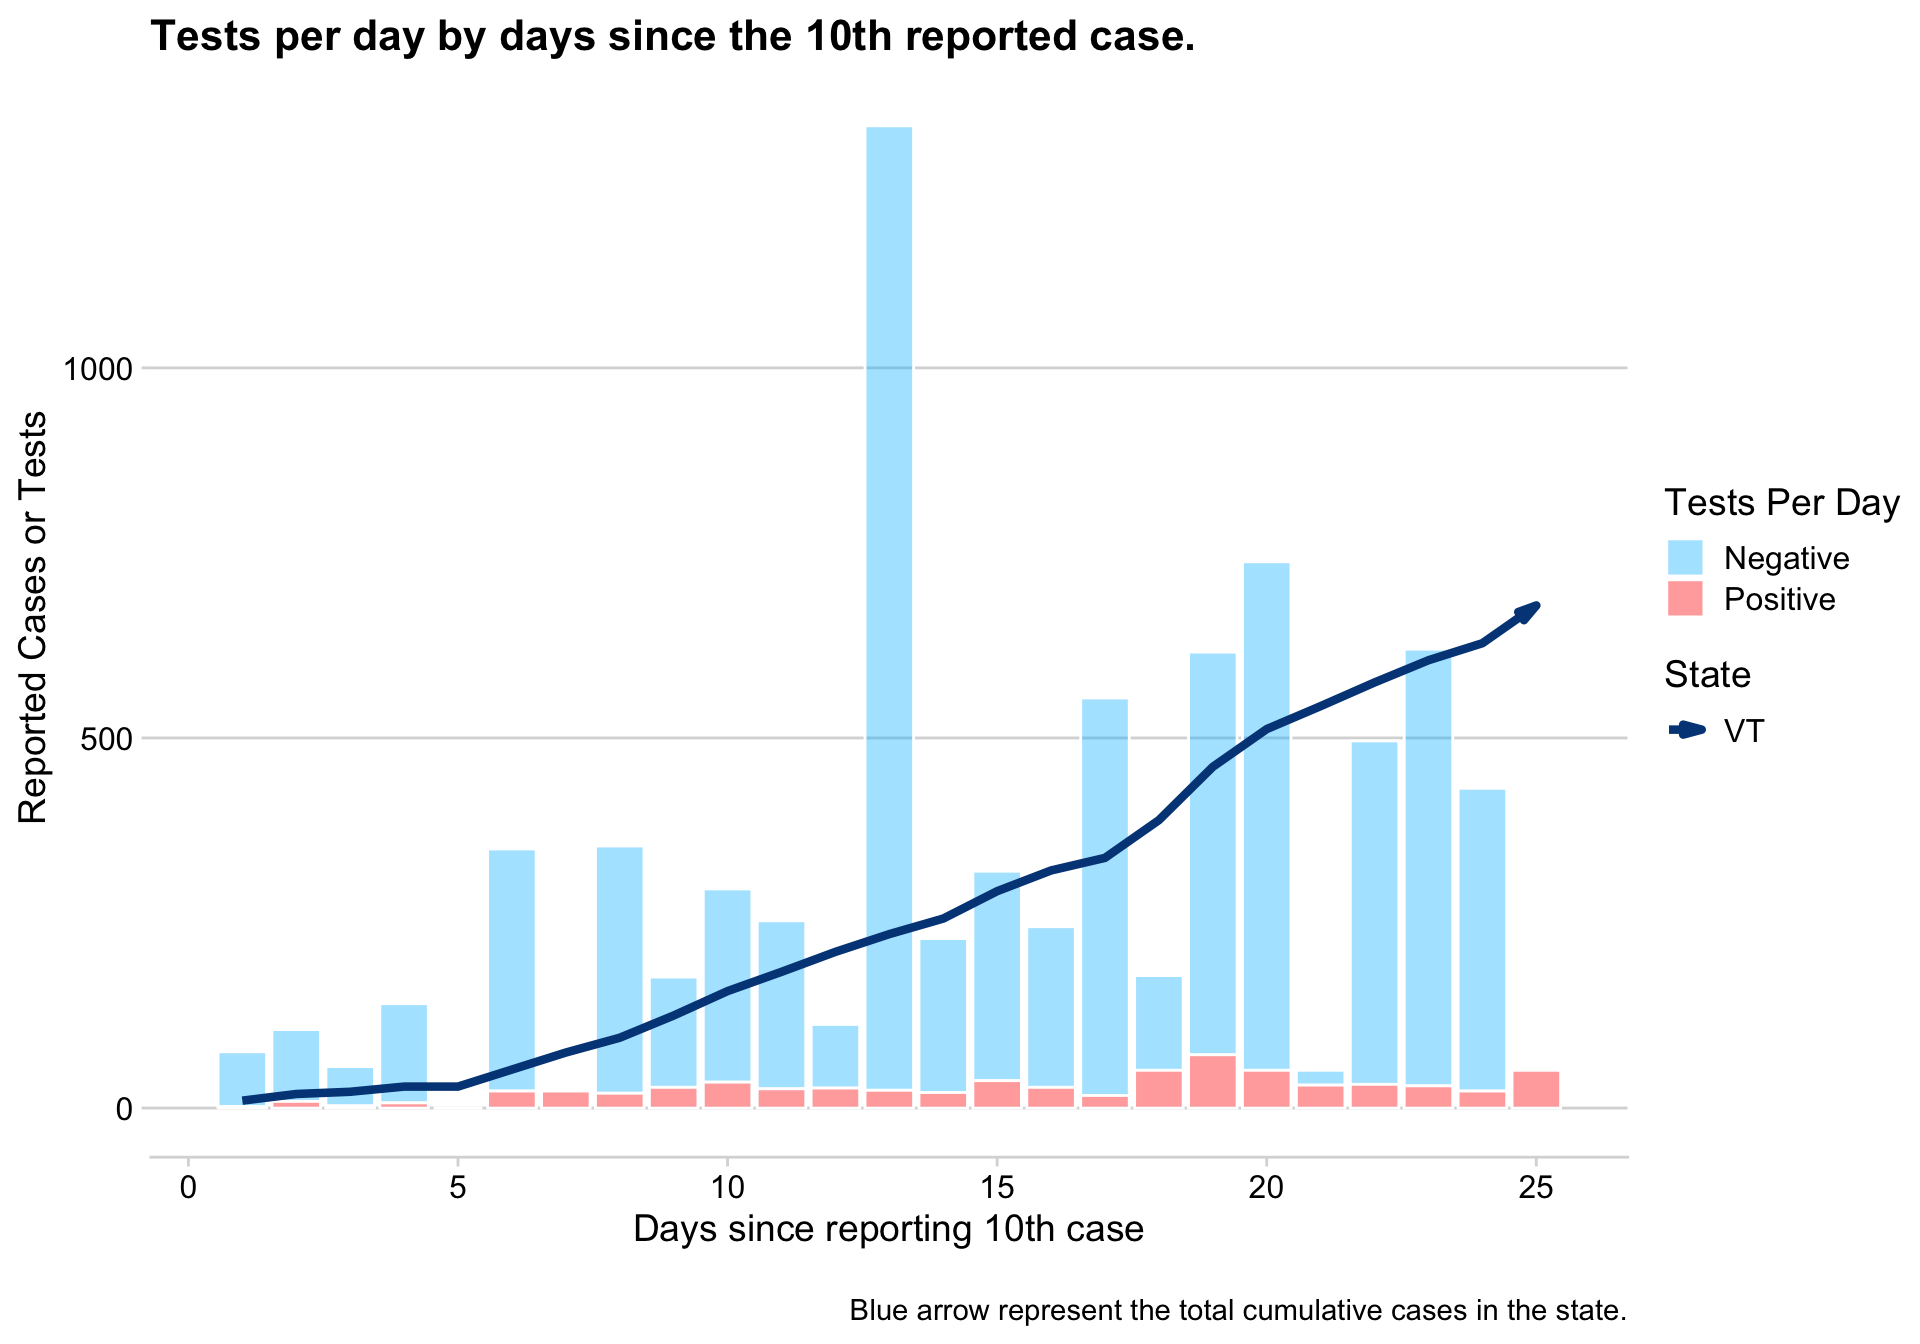 Tests per day by days since the 10th reported case.
Reported Cases or Tests
1000
500
0
0 5 10 15 20 25
Days since reporting 10th case
Tests Per Day
Negative
Positive
State
VT
Blue arrow represent the total cumulative cases in the state.